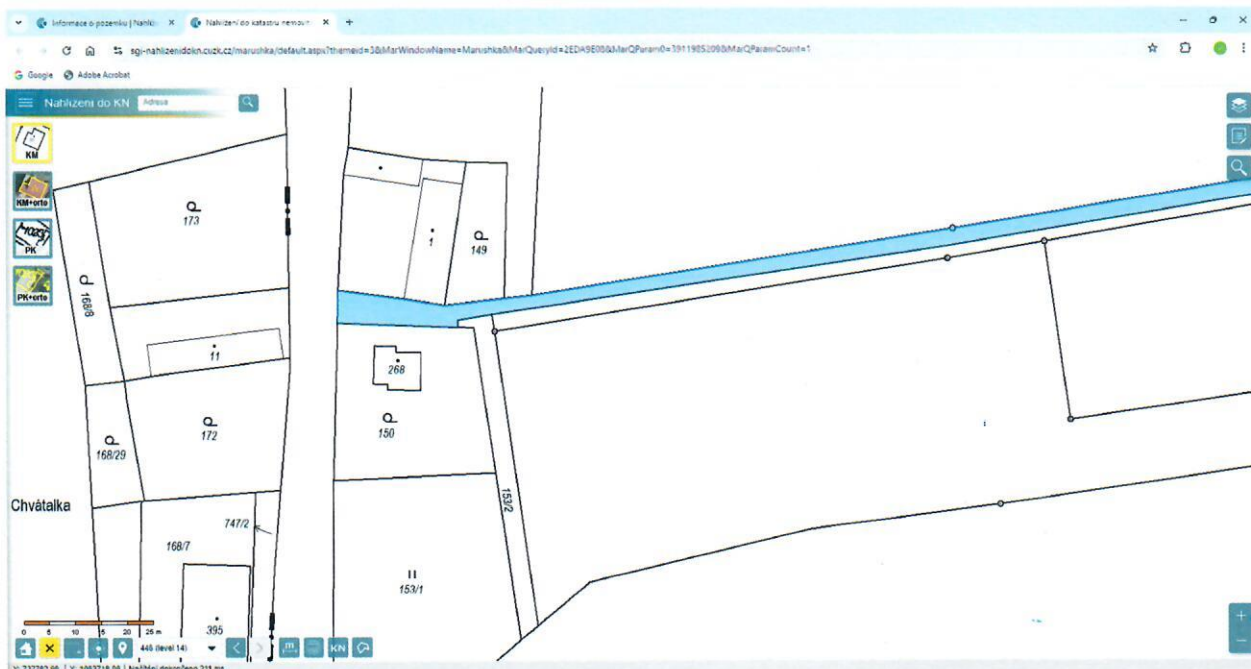 Informace o pozemku | Nahlíž
Nahlížení do katastru nemov
sgi-nahlizenidokn.cuzk.cz/marushka/default.aspx?themeid=3&MarWindowName=Marushka&MarQueryId=2EDA9E08&MarQParam0=3911985209&MarQParamCount=1
Google
Adobe Acrobat
Nahlížení do KN
Adresa
KM
KM+orto
PK
PK+orto
173
1
149
168/8
11
268
172
150
168/29
153/2
Chvátalka
747/2
168/7
153/1
395
0 5 10 15 20 25 m
446 (level 14)
m
KN